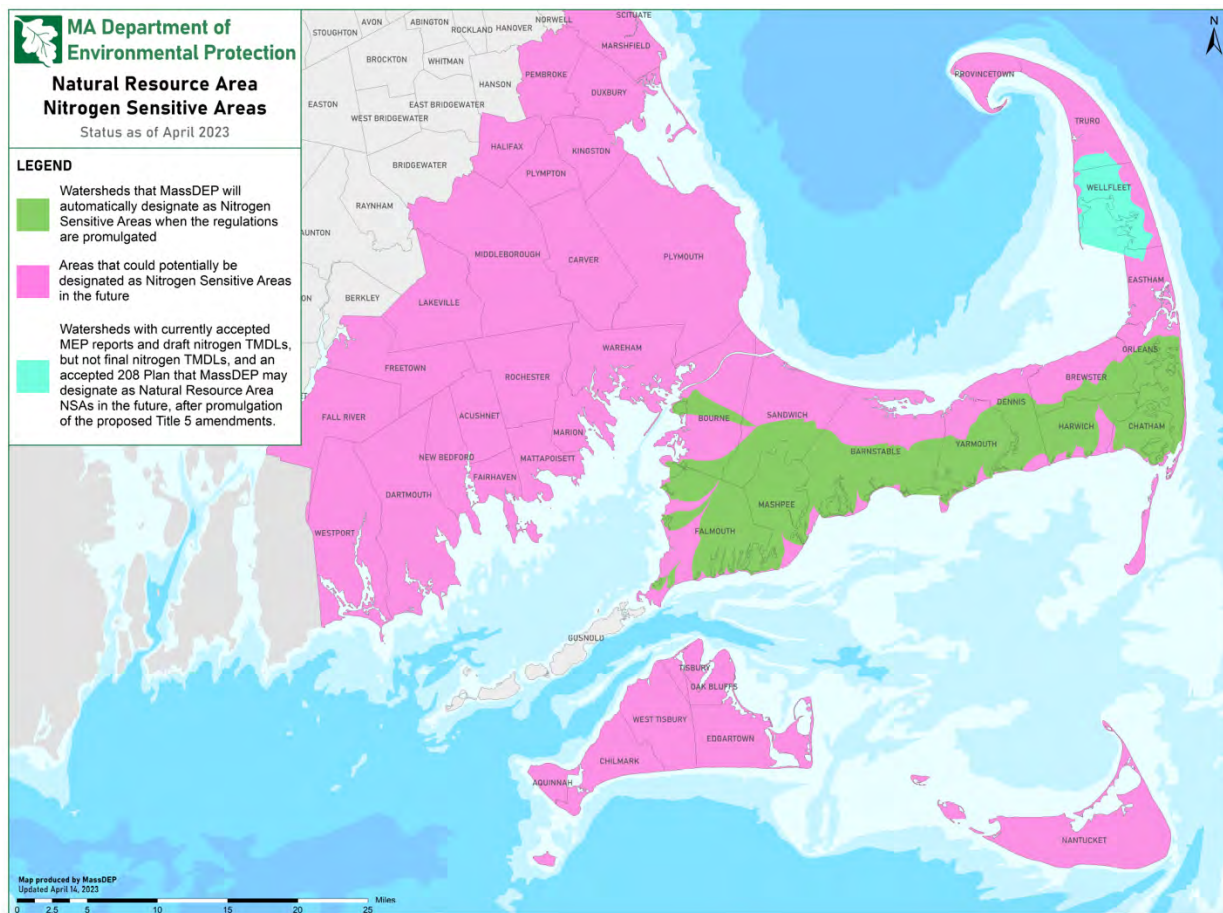 MA Department of
Environmental Protection
Natural Resource Area
Nitrogen Sensitive Areas
Status as of April 2023
LEGEND
Watersheds that MassDEP will
automatically designate as Nitrogen
Sensitive Areas when the regulations
are promulgated
Areas that could potentially be
designated as Nitrogen Sensitive Areas
in the future
Watersheds with currently accepted
MEP reports and draft nitrogen TMDLs,
but not final nitrogen TMDLs, and an
accepted 208 Plan that MassDEP may
designate as Natural Resource Area
NSAs in the future, after promulgation
of the proposed Title 5 amendments.
N
SCITUATE
NORWELL
AVON
ABINGTON
ROCKLAND
HANOVER
STOUGHTON
MARSHFIELD
BROCKTON
WHITMAN
PEMBROKE
HANSON
DUXBURY
EASTON
EAST BRIDGEWATER
WEST BRIDGEWATER
HALIFAX
KINGSTON
BRIDGEWATER
PLYMPTON
RAYNHAM
AUNTON
MIDDLEBOROUGH
CARVER
PLYMOUTH
BERKLEY
ON
LAKEVILLE
WAREHAM
FREETOWN
ROCHESTER
FALL RIVER
ACUSHNET
MARION
NEW BEDFORD
MATTAPOISETT
FAIRHAVEN
DARTMOUTH
WESTPORT
PROVINCETOWN
TRURO
WELLFLEET
EASTHAM
ORLEANS
BREWSTER
DENNIS
HARWICH
CHATHAM
YARMOUTH
BARNSTABLE
SANDWICH
BOURNE
MASHPEE
FALMOUTH
GOSNOLD
TISBURY
OAK BLUFFS
WEST TISBURY
EDGARTOWN
CHILMARK
AQUINNAH
NANTUCKET
Map produced by MassDEP
Updated April 14, 2023
Miles
0 2.5 5 10 15 20 25